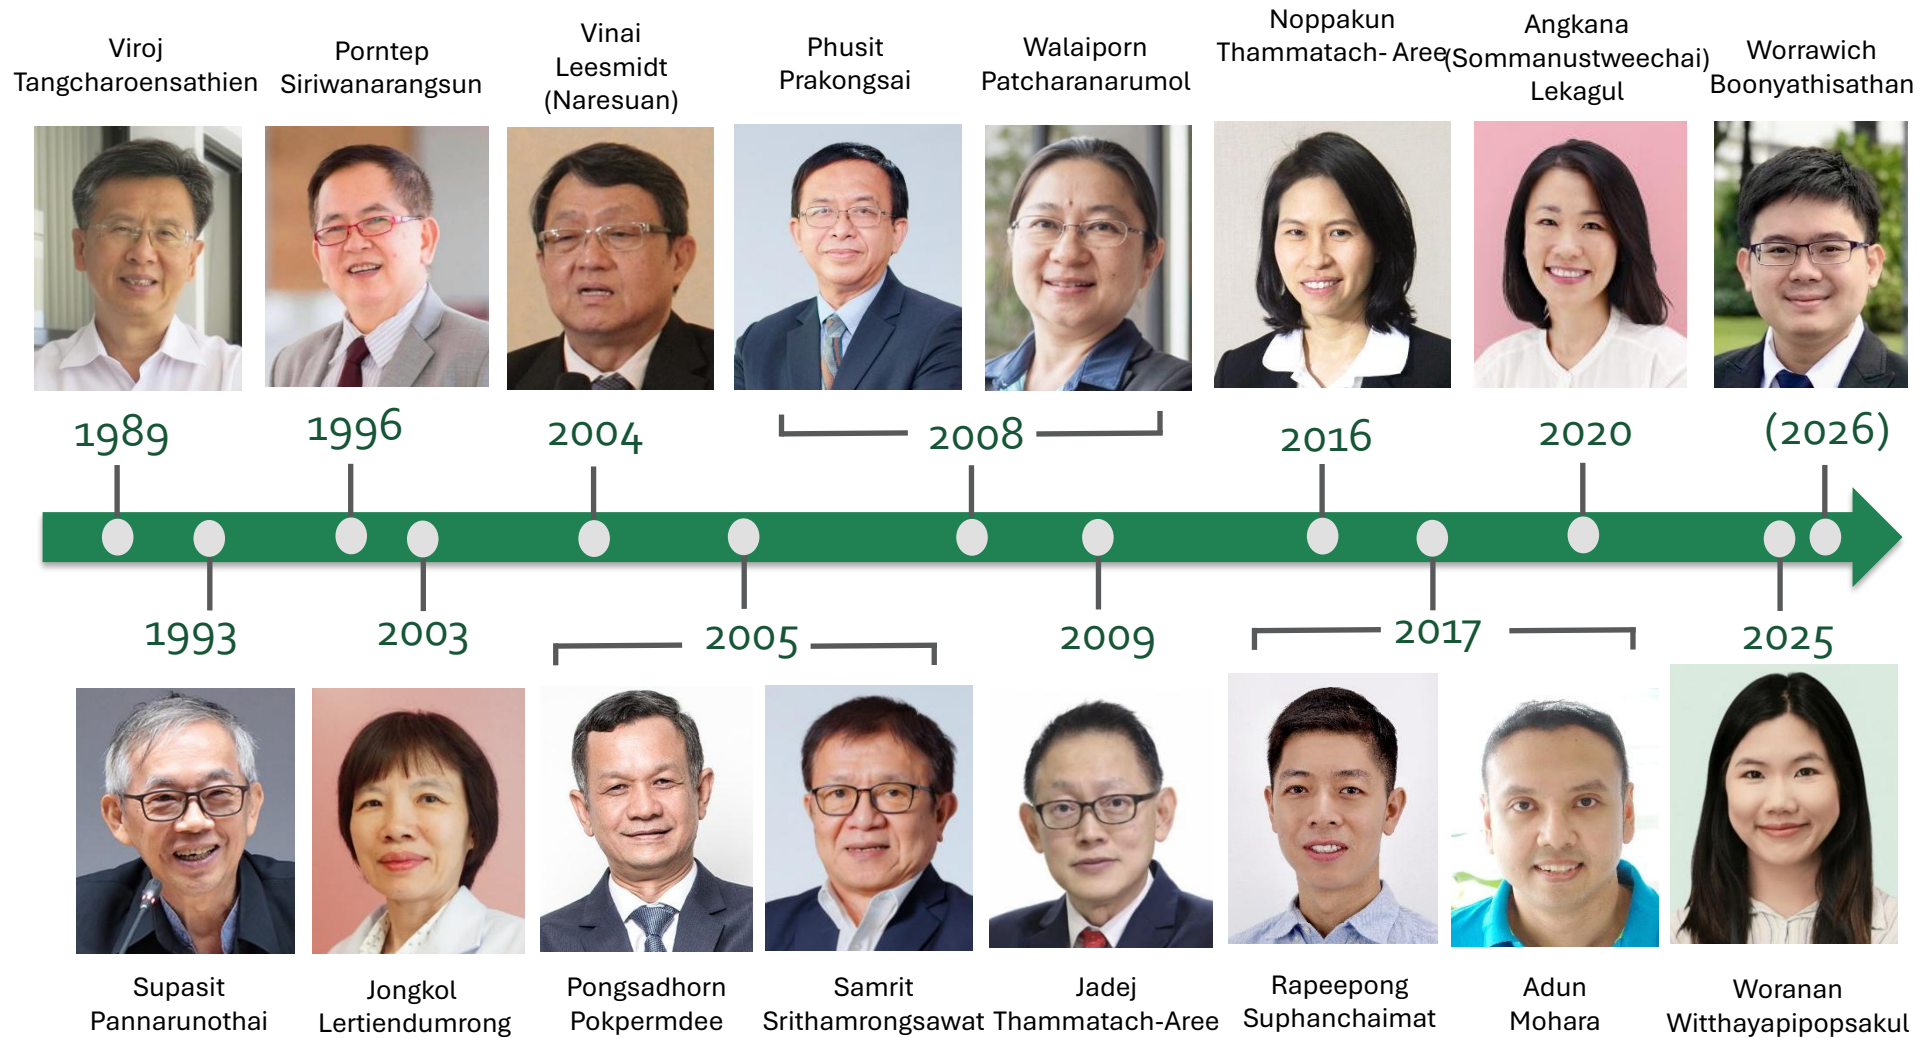 Viroj
Tangcharoensathien
Porntep
Siriwanarangsun
Vinai
Leesmidt
(Naresuan)
Phusit
Prakongsai
Walaiporn
Patcharanarumol
Noppakun
Thammatach- Aree
Angkana
(Sommanustweechai)
Lekagul
Worrawich
Boonyathisathan
1989
1996
2004
2008
2016
2020
(2026)
1993
2003
2005
2009
2017
2025
Supasit
Pannarunothai
Jongkol
Lertiendumrong
Pongsadhorn
Pokpermdee
Samrit
Srithamrongsawat
Jadej
Thammatach-Aree
Rapeepong
Suphanchaimat
Adun
Mohara
Woranan
Witthayapipopsakul